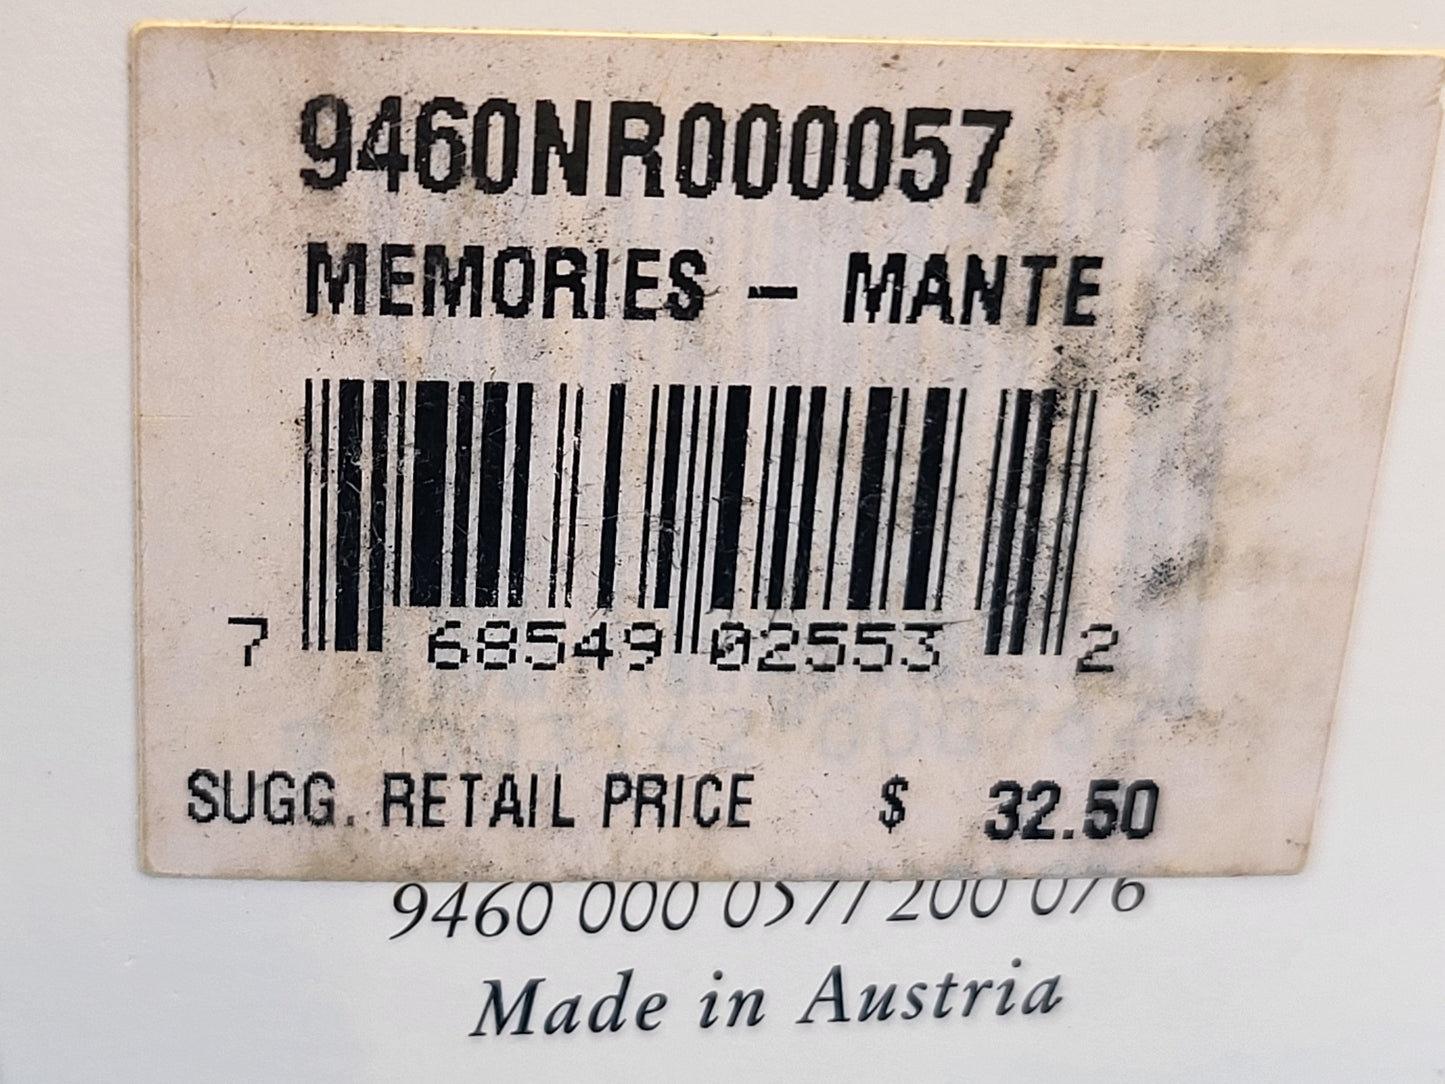 9460NR000057
MEMORIES - MANTE
7 68549 02553 2
SUGG. RETAIL PRICE $ 32.50
9460 000 057/ 200 076
Made in Austria